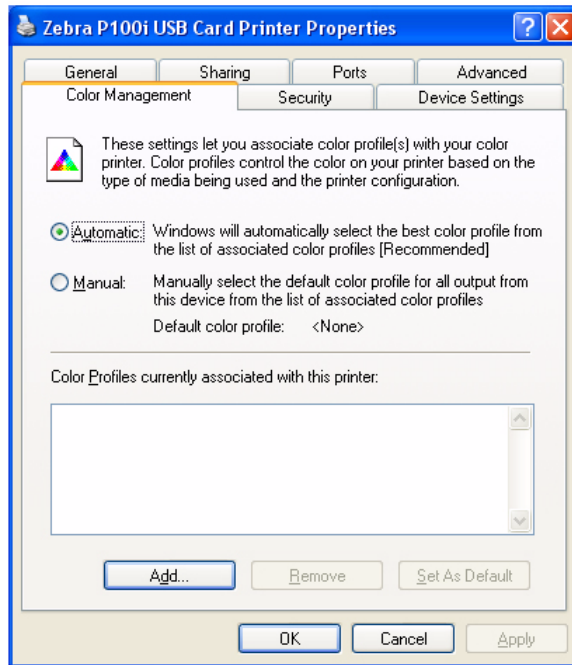 Zebra P100i USB Card Printer Properties
General Sharing Ports Advanced
Color Management Security Device Settings
These settings let you associate color profile(s) with your color
printer. Color profiles control the color on your printer based on the
type of media being used and the printer configuration.
Automatic: Windows will automatically select the best color profile from
the list of associated color profiles [Recommended]
Manual: Manually select the default color profile for all output from
this device from the list of associated color profiles
Default color profile: <None>
Color Profiles currently associated with this printer:
Add... Remove Set As Default
OK Cancel Apply